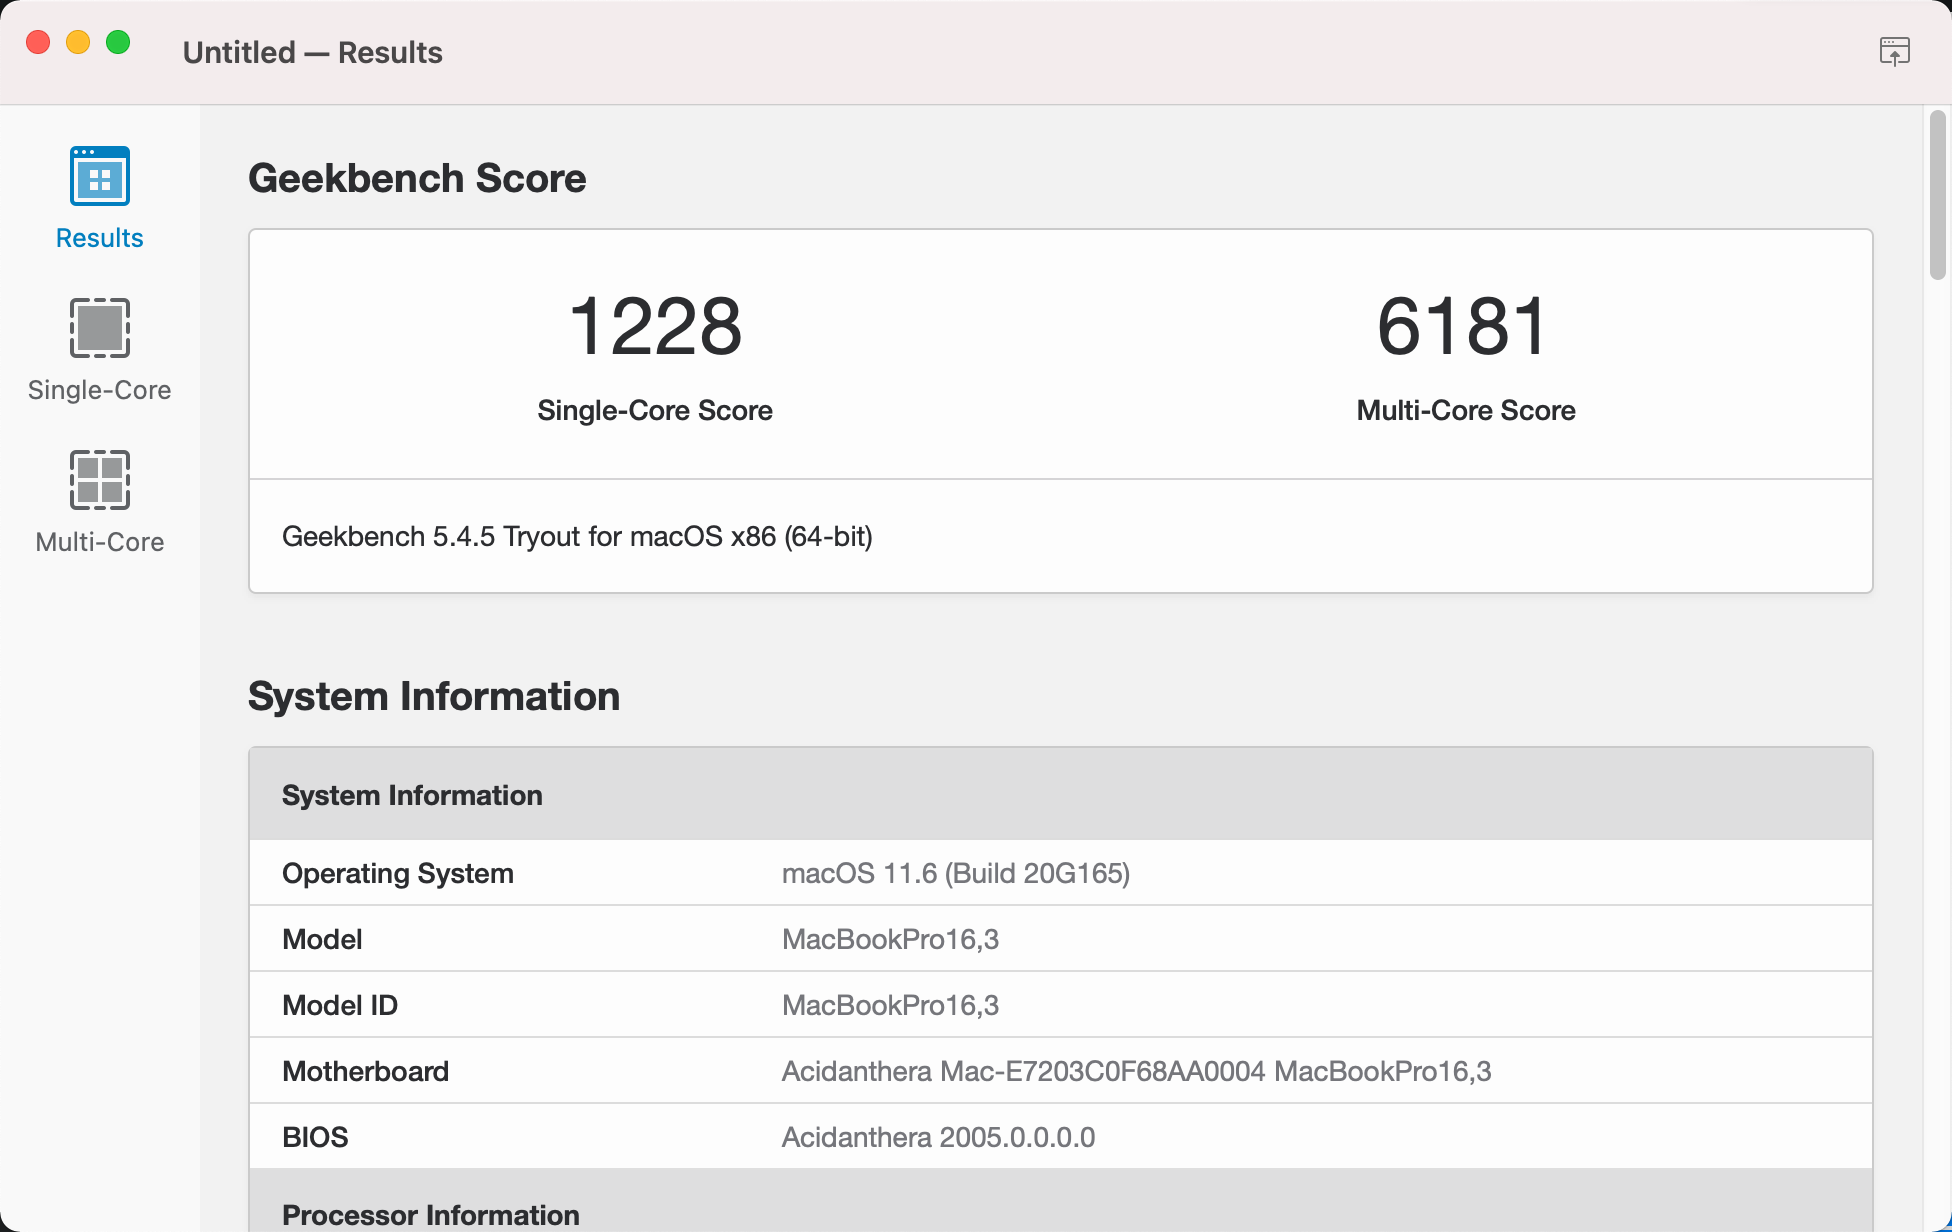 Untitled — Results
Results
Single-Core
Multi-Core
Geekbench Score
1228
Single-Core Score
6181
Multi-Core Score
Geekbench 5.4.5 Tryout for macOS x86 (64-bit)
System Information
System Information
Operating System macOS 11.6 (Build 20G165)
Model MacBookPro16,3
Model ID MacBookPro16,3
Motherboard Acidanthera Mac-E7203C0F68AA0004 MacBookPro16,3
BIOS Acidanthera 2005.0.0.0.0
Processor Information